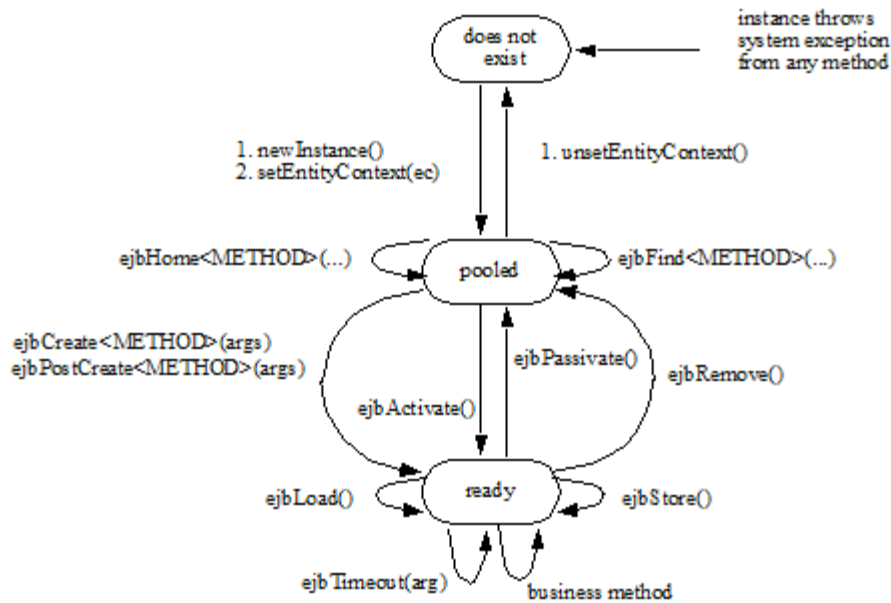 does not
exist
instance throws
system exception
from any method
1. newInstance()
2. setEntityContext(ec)
1. unsetEntityContext()
ejbHome<METHOD>(...)
pooled
ejbFind<METHOD>(...)
ejbCreate<METHOD>(args)
ejbPostCreate<METHOD>(args)
ejbPassivate()
ejbRemove()
ejbActivate()
ejbLoad()
ready
ejbStore()
ejbTimeout(arg)
business method